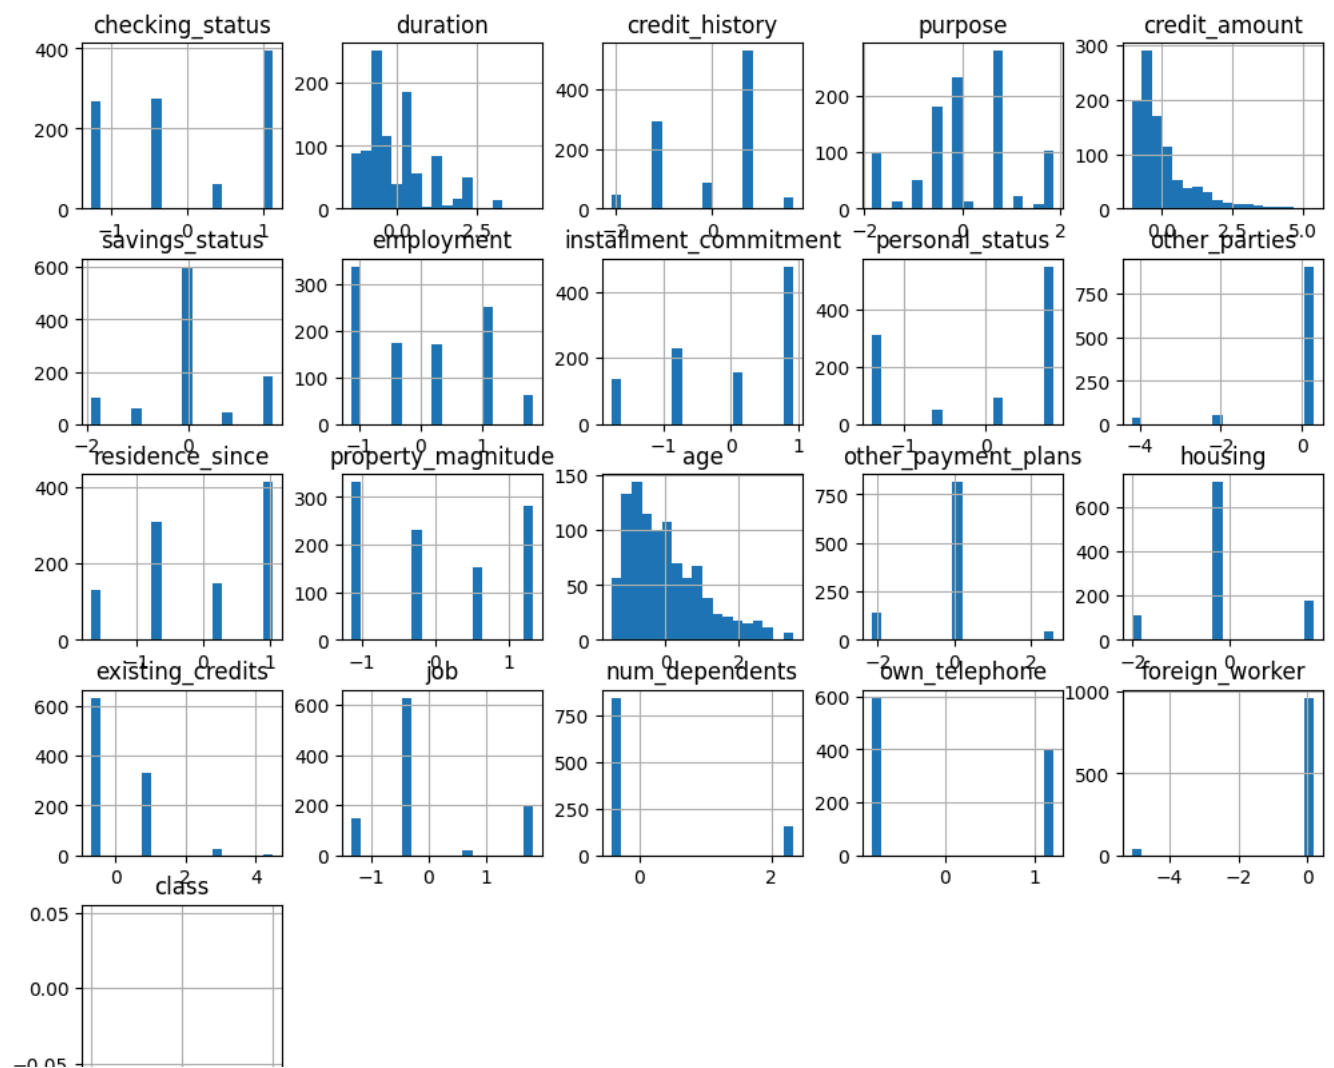 checking_status duration credit_history purpose credit_amount
400 200 0 −1 0 1
200 100 0 0.0 2.5
400 200 0 −2 0
200 100 0 −2 0 2
300 200 100 0 0.0 2.5 5.0
savings_status employment installment_commitment personal_status other_parties
600 400 200 0 −2 0
300 200 100 0 −1 0 1
400 200 0 −1 0 1
400 200 0 −1 0
750 500 250 0 −4 −2 0
residence_since property_magnitude age other_payment_plans housing
400 200 0 −1 0 1
300 200 100 0 −1 0 1
150 100 50 0 0 2
750 500 250 0 −2 0 2
600 400 200 0 −2 0
existing_credits job num_dependents own_telephone foreign_worker
600 400 200 0 0 2 4
600 400 200 0 −1 0 1
750 500 250 0 0 2
600 400 200 0 0 1
1000 500 0 −4 −2 0
class
0.05
0.00
−0.05